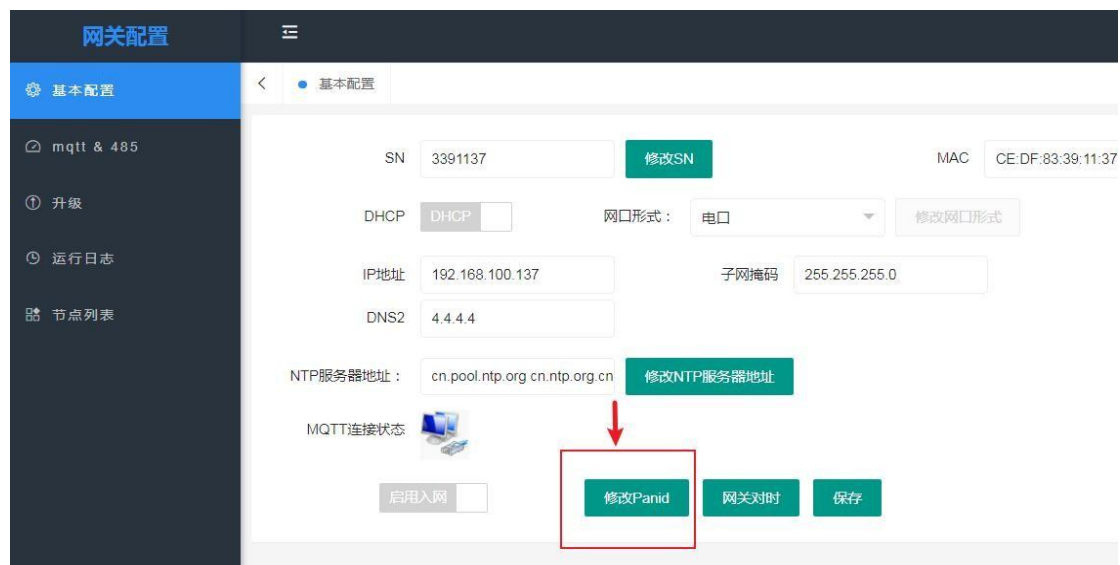 网关配置
基本配置
mqtt & 485
升级
运行日志
节点列表
基本配置
SN 3391137 修改SN MAC CE:DF:83:39:11:37
DHCP DHCP 网口形式： 电口 修改网口形式
IP地址 192.168.100.137 子网掩码 255.255.255.0
DNS2 4.4.4.4
NTP服务器地址： cn.pool.ntp.org cn.ntp.org.cn 修改NTP服务器地址
MQTT连接状态
启用入网 修改Panid 网关对时 保存